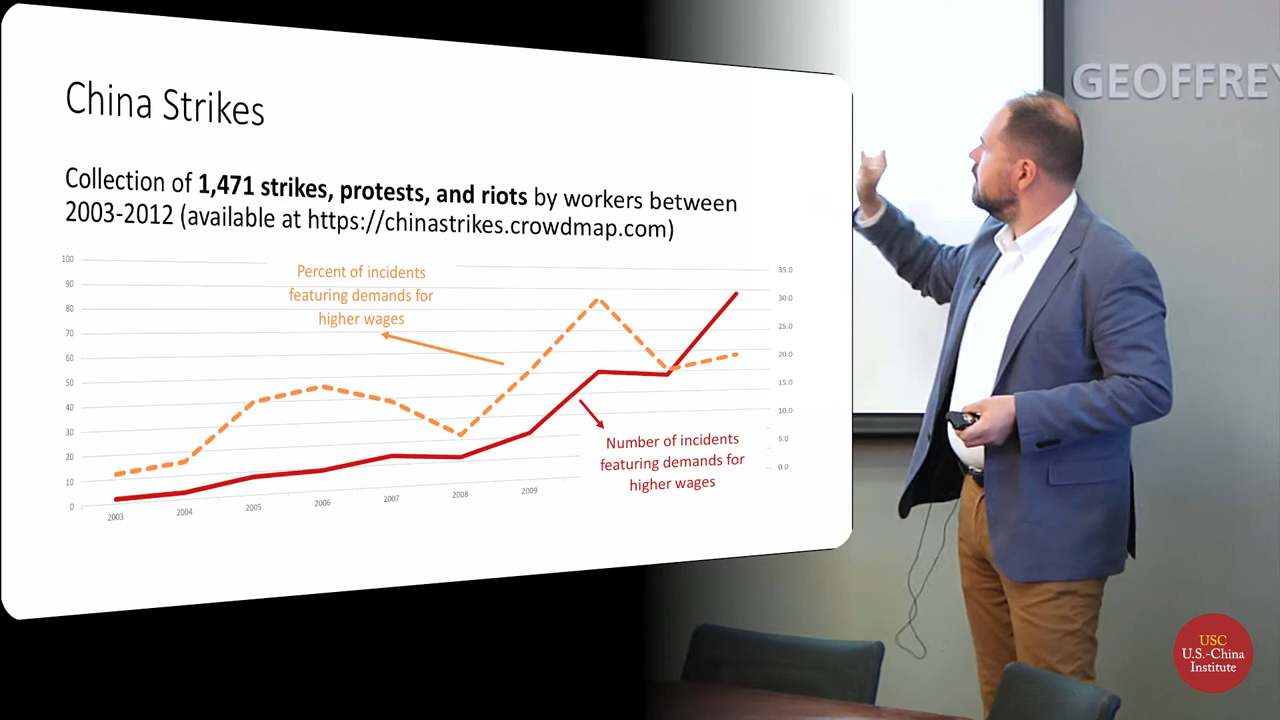 China Strikes
Collection of 1,471 strikes, protests, and riots by workers between
2003-2012 (available at https://chinastrikes.crowdmap.com)
100
90
80
70
60
50
40
30
20
10
0
Percent of incidents
featuring demands for
higher wages
35.0
30.0
25.0
20.0
15.0
10.0
5.0
0.0
Number of incidents
featuring demands for
higher wages
2003
2004
2005
2006
2007
2008
2009
GEOFFREY
USC
U.S.-China
Institute